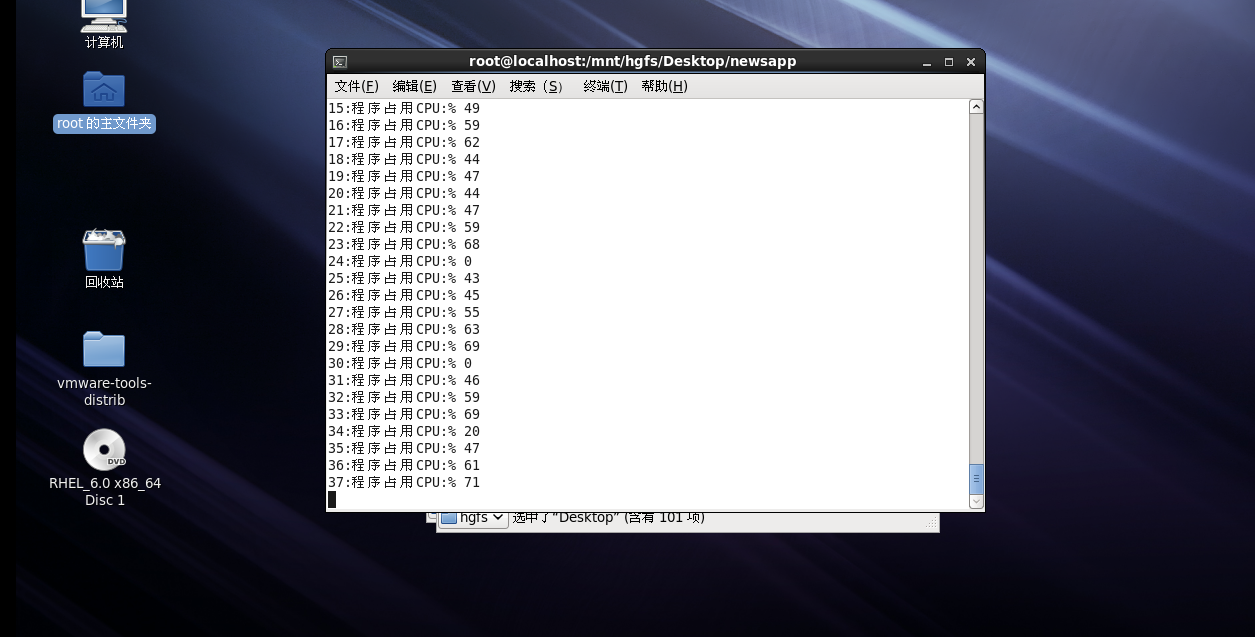 计算机
root 的主文件夹
回收站
vmware-tools-
distrib
DVD
RHEL_6.0 x86_64
Disc 1
root@localhost:/mnt/hgfs/Desktop/newsapp
文件(F) 编辑(E) 查看(V) 搜索 (S) 终端(T) 帮助(H)
15:程序占用CPU:% 49
16:程序占用CPU:% 59
17:程序占用CPU:% 62
18:程序占用CPU:% 44
19:程序占用CPU:% 47
20:程序占用CPU:% 44
21:程序占用CPU:% 47
22:程序占用CPU:% 59
23:程序占用CPU:% 68
24:程序占用CPU:% 0
25:程序占用CPU:% 43
26:程序占用CPU:% 45
27:程序占用CPU:% 55
28:程序占用CPU:% 63
29:程序占用CPU:% 69
30:程序占用CPU:% 0
31:程序占用CPU:% 46
32:程序占用CPU:% 59
33:程序占用CPU:% 69
34:程序占用CPU:% 20
35:程序占用CPU:% 47
36:程序占用CPU:% 61
37:程序占用CPU:% 71
hgfs 选中了“Desktop” (含有 101 项)